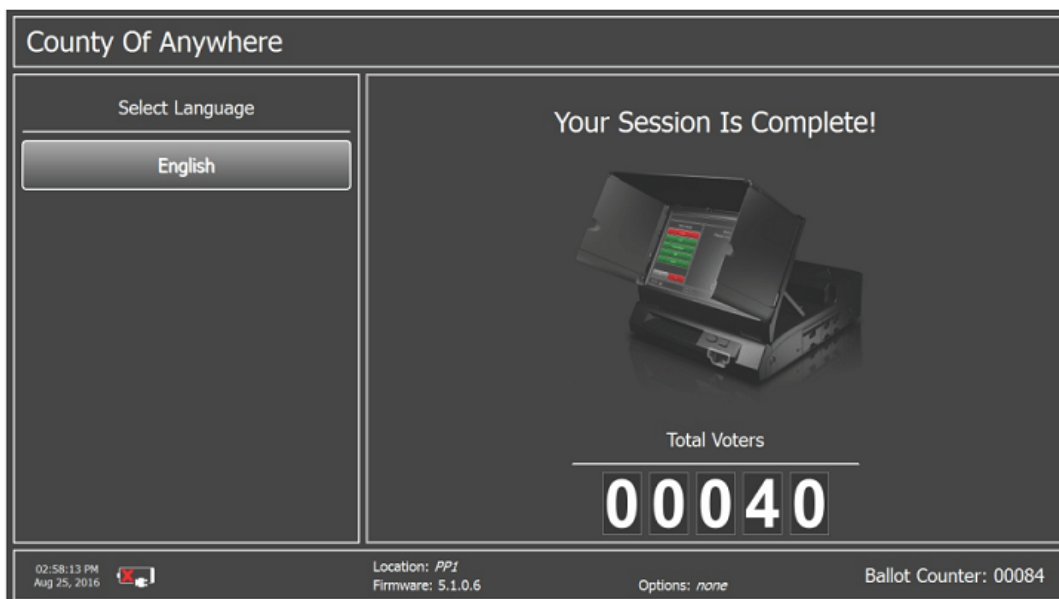 County Of Anywhere
Select Language
English
Your Session Is Complete!
Total Voters
00040
02:58:13 PM
Aug 25, 2016
Location: PP1
Firmware: 5.1.0.6
Options: none
Ballot Counter: 00084